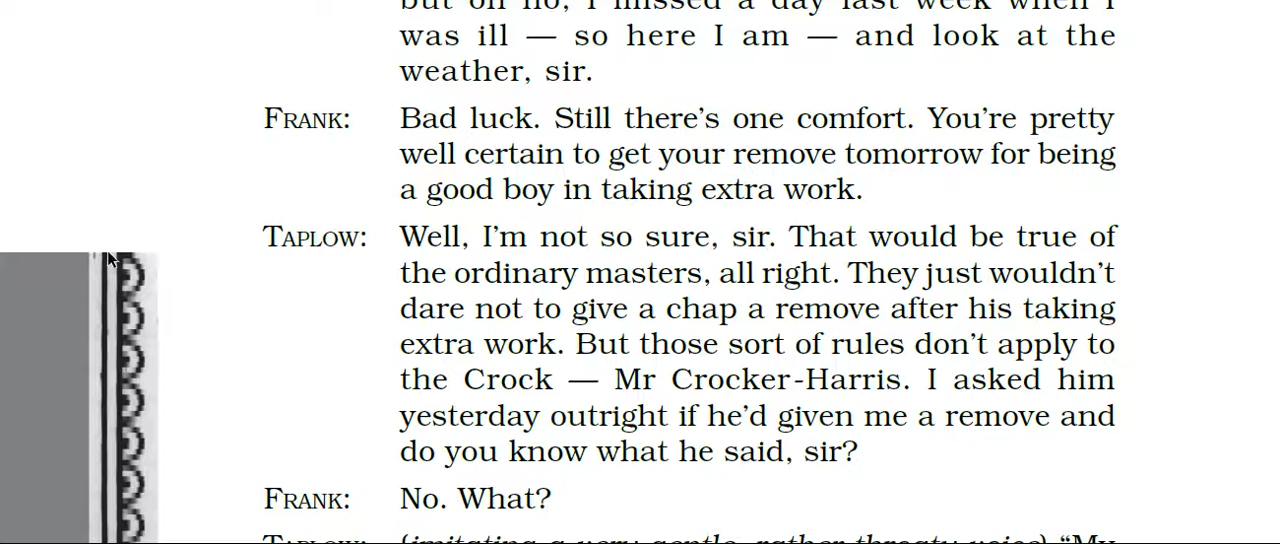 but oh no, I missed a day last week when I
was ill — so here I am — and look at the
weather, sir.
FRANK: Bad luck. Still there's one comfort. You're pretty
well certain to get your remove tomorrow for being
a good boy in taking extra work.
TAPLOW: Well, I'm not so sure, sir. That would be true of
the ordinary masters, all right. They just wouldn't
dare not to give a chap a remove after his taking
extra work. But those sort of rules don't apply to
the Crock — Mr Crocker-Harris. I asked him
yesterday outright if he'd given me a remove and
do you know what he said, sir?
FRANK: No. What?
TAPLOW: (imitating a very gentle, rather throaty voice) “My